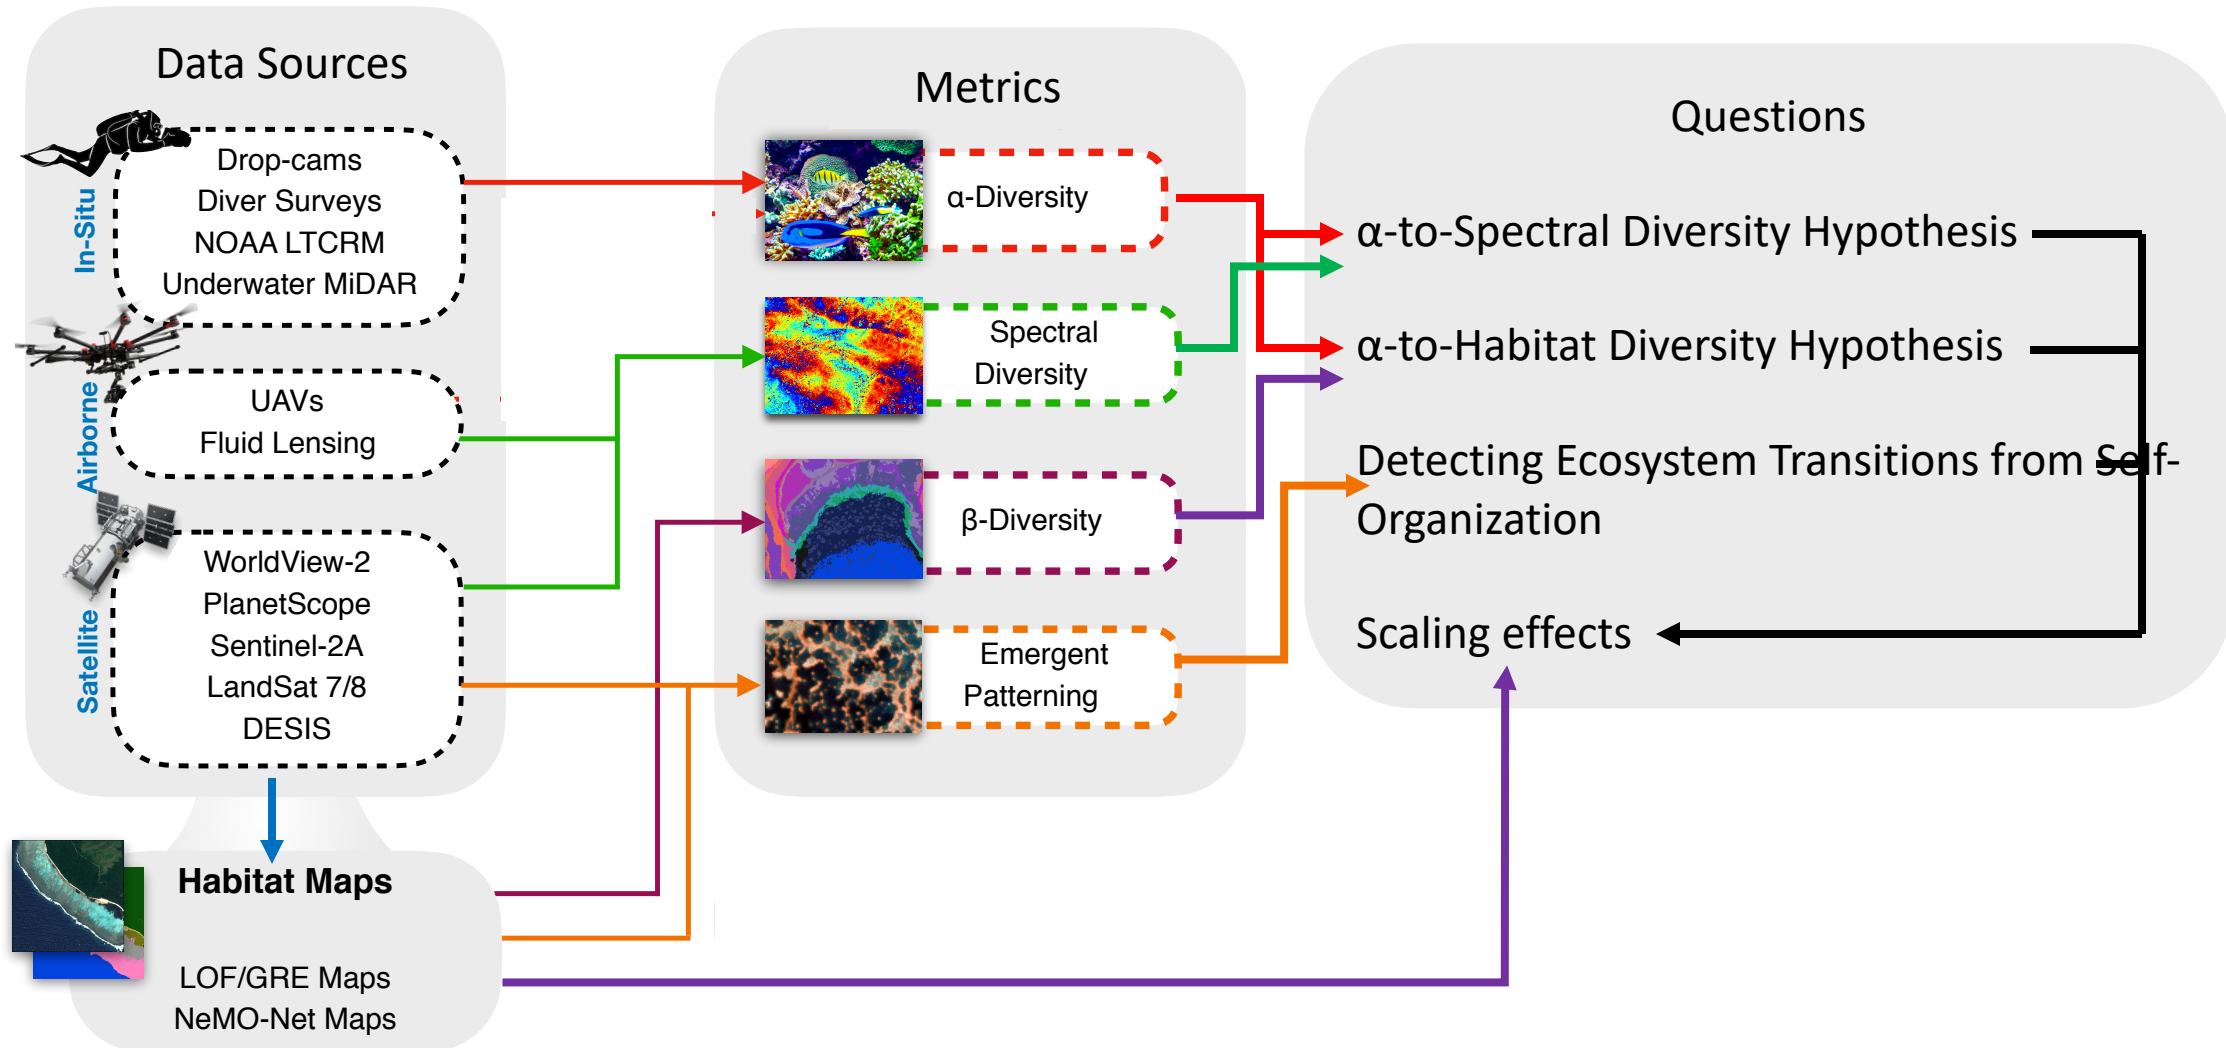 Data Sources
In-Situ
Drop-cams
Diver Surveys
NOAA LTCRM
Underwater MiDAR
Airborne
UAVs
Fluid Lensing
Satellite
WorldView-2
PlanetScope
Sentinel-2A
LandSat 7/8
DESIS
Habitat Maps
LOF/GRE Maps
NeMO-Net Maps
Metrics
α-Diversity
Spectral
Diversity
β-Diversity
Emergent
Patterning
Questions
α-to-Spectral Diversity Hypothesis
α-to-Habitat Diversity Hypothesis
Detecting Ecosystem Transitions from Self-
Organization
Scaling effects